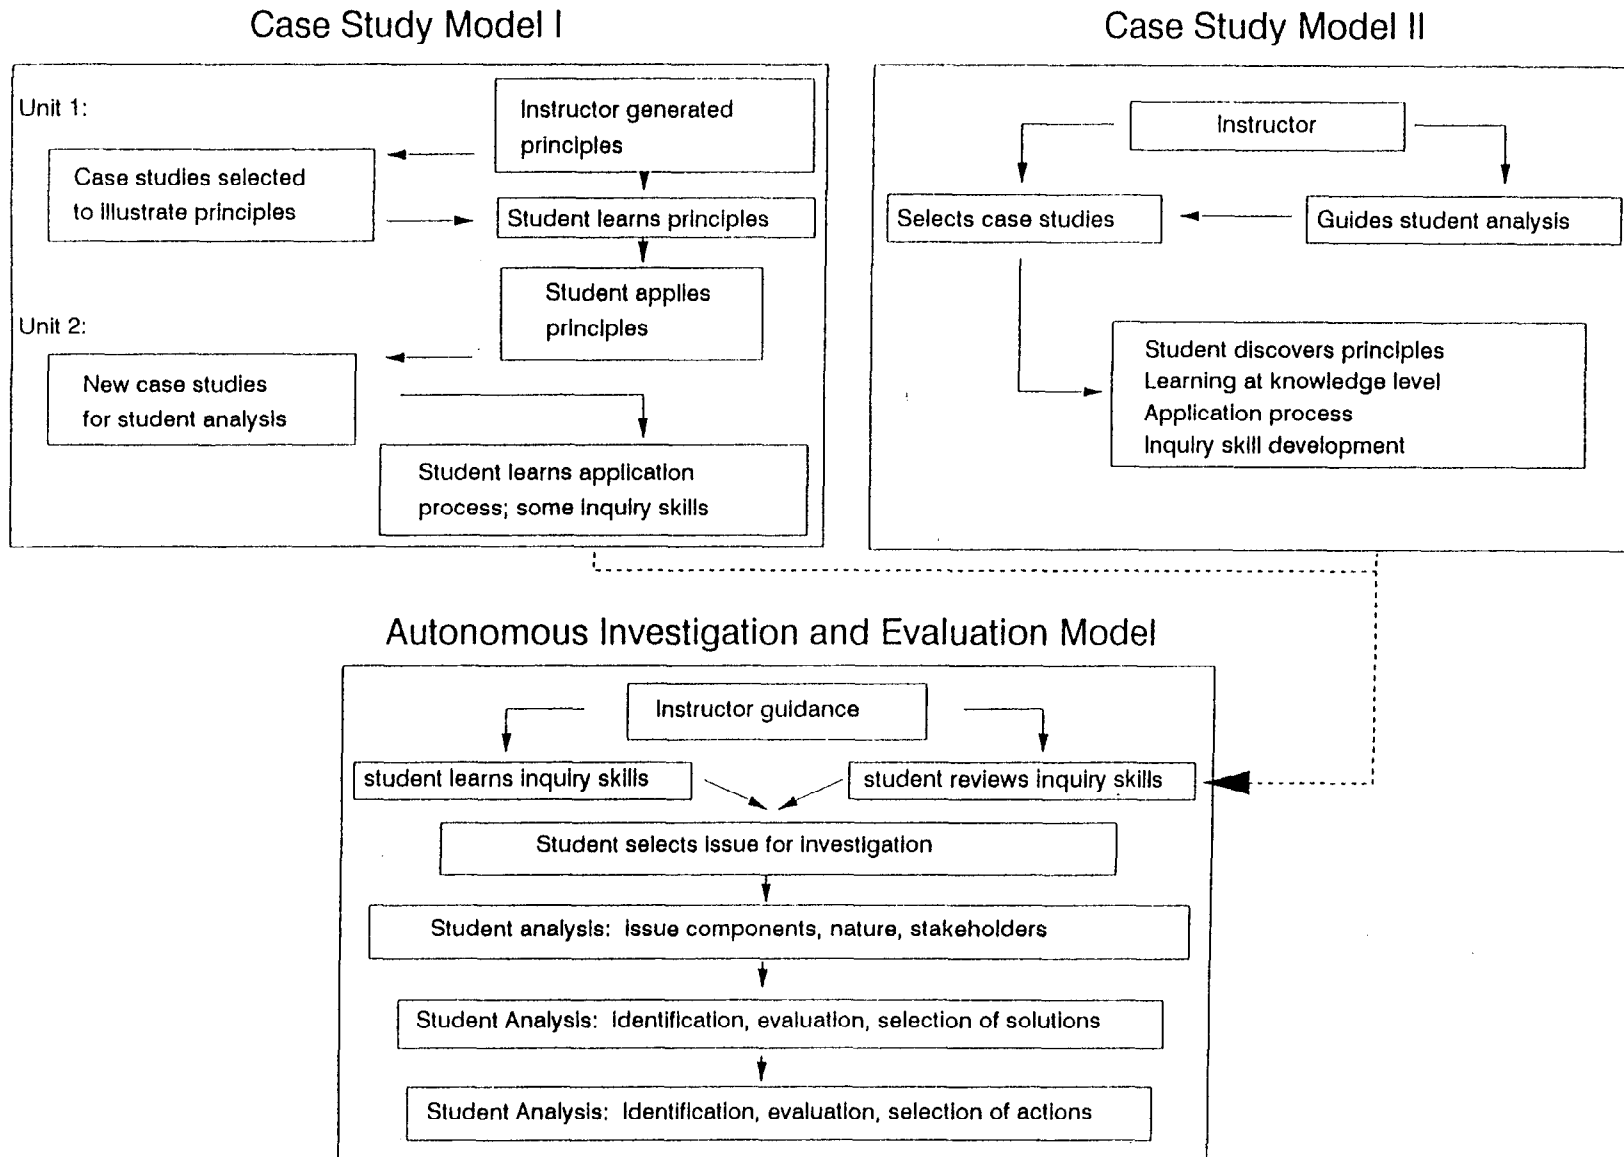 Case Study Model I
Unit 1:
Instructor generated
principles
Case studies selected
to illustrate principles
Student learns principles
Student applies
principles
Unit 2:
New case studies
for student analysis
Student learns application
process; some inquiry skills
Case Study Model II
Instructor
Selects case studies
Guides student analysis
Student discovers principles
Learning at knowledge level
Application process
Inquiry skill development
Autonomous Investigation and Evaluation Model
Instructor guidance
student learns inquiry skills
student reviews inquiry skills
Student selects issue for investigation
Student analysis: issue components, nature, stakeholders
Student Analysis: Identification, evaluation, selection of solutions
Student Analysis: Identification, evaluation, selection of actions